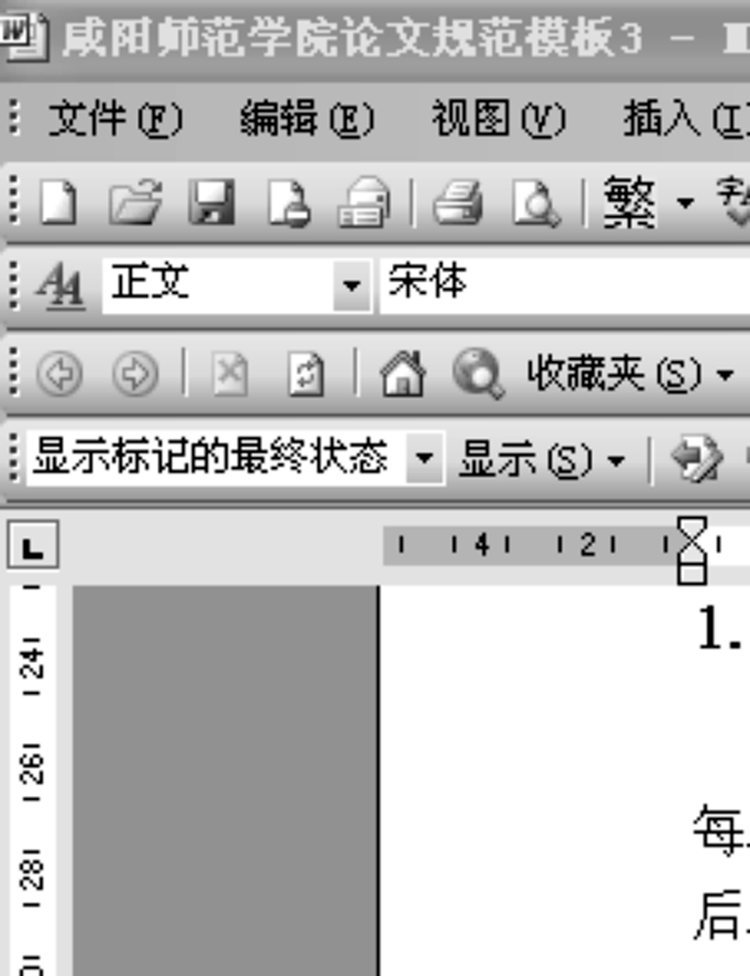 咸阳师范学院论文规范模板3 -
文件(F) 编辑(E) 视图(V) 插入(I)
繁
正文 宋体
收藏夹(S)
显示标记的最终状态 显示(S)
L
4 2
1.
24
26
每
28
后